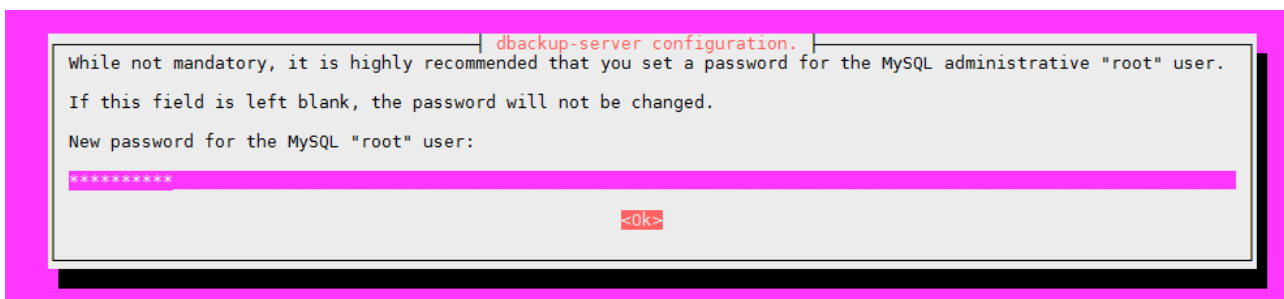 dbackup-server configuration.
While not mandatory, it is highly recommended that you set a password for the MySQL administrative "root" user.
If this field is left blank, the password will not be changed.
New password for the MySQL "root" user:
**********
<Ok>